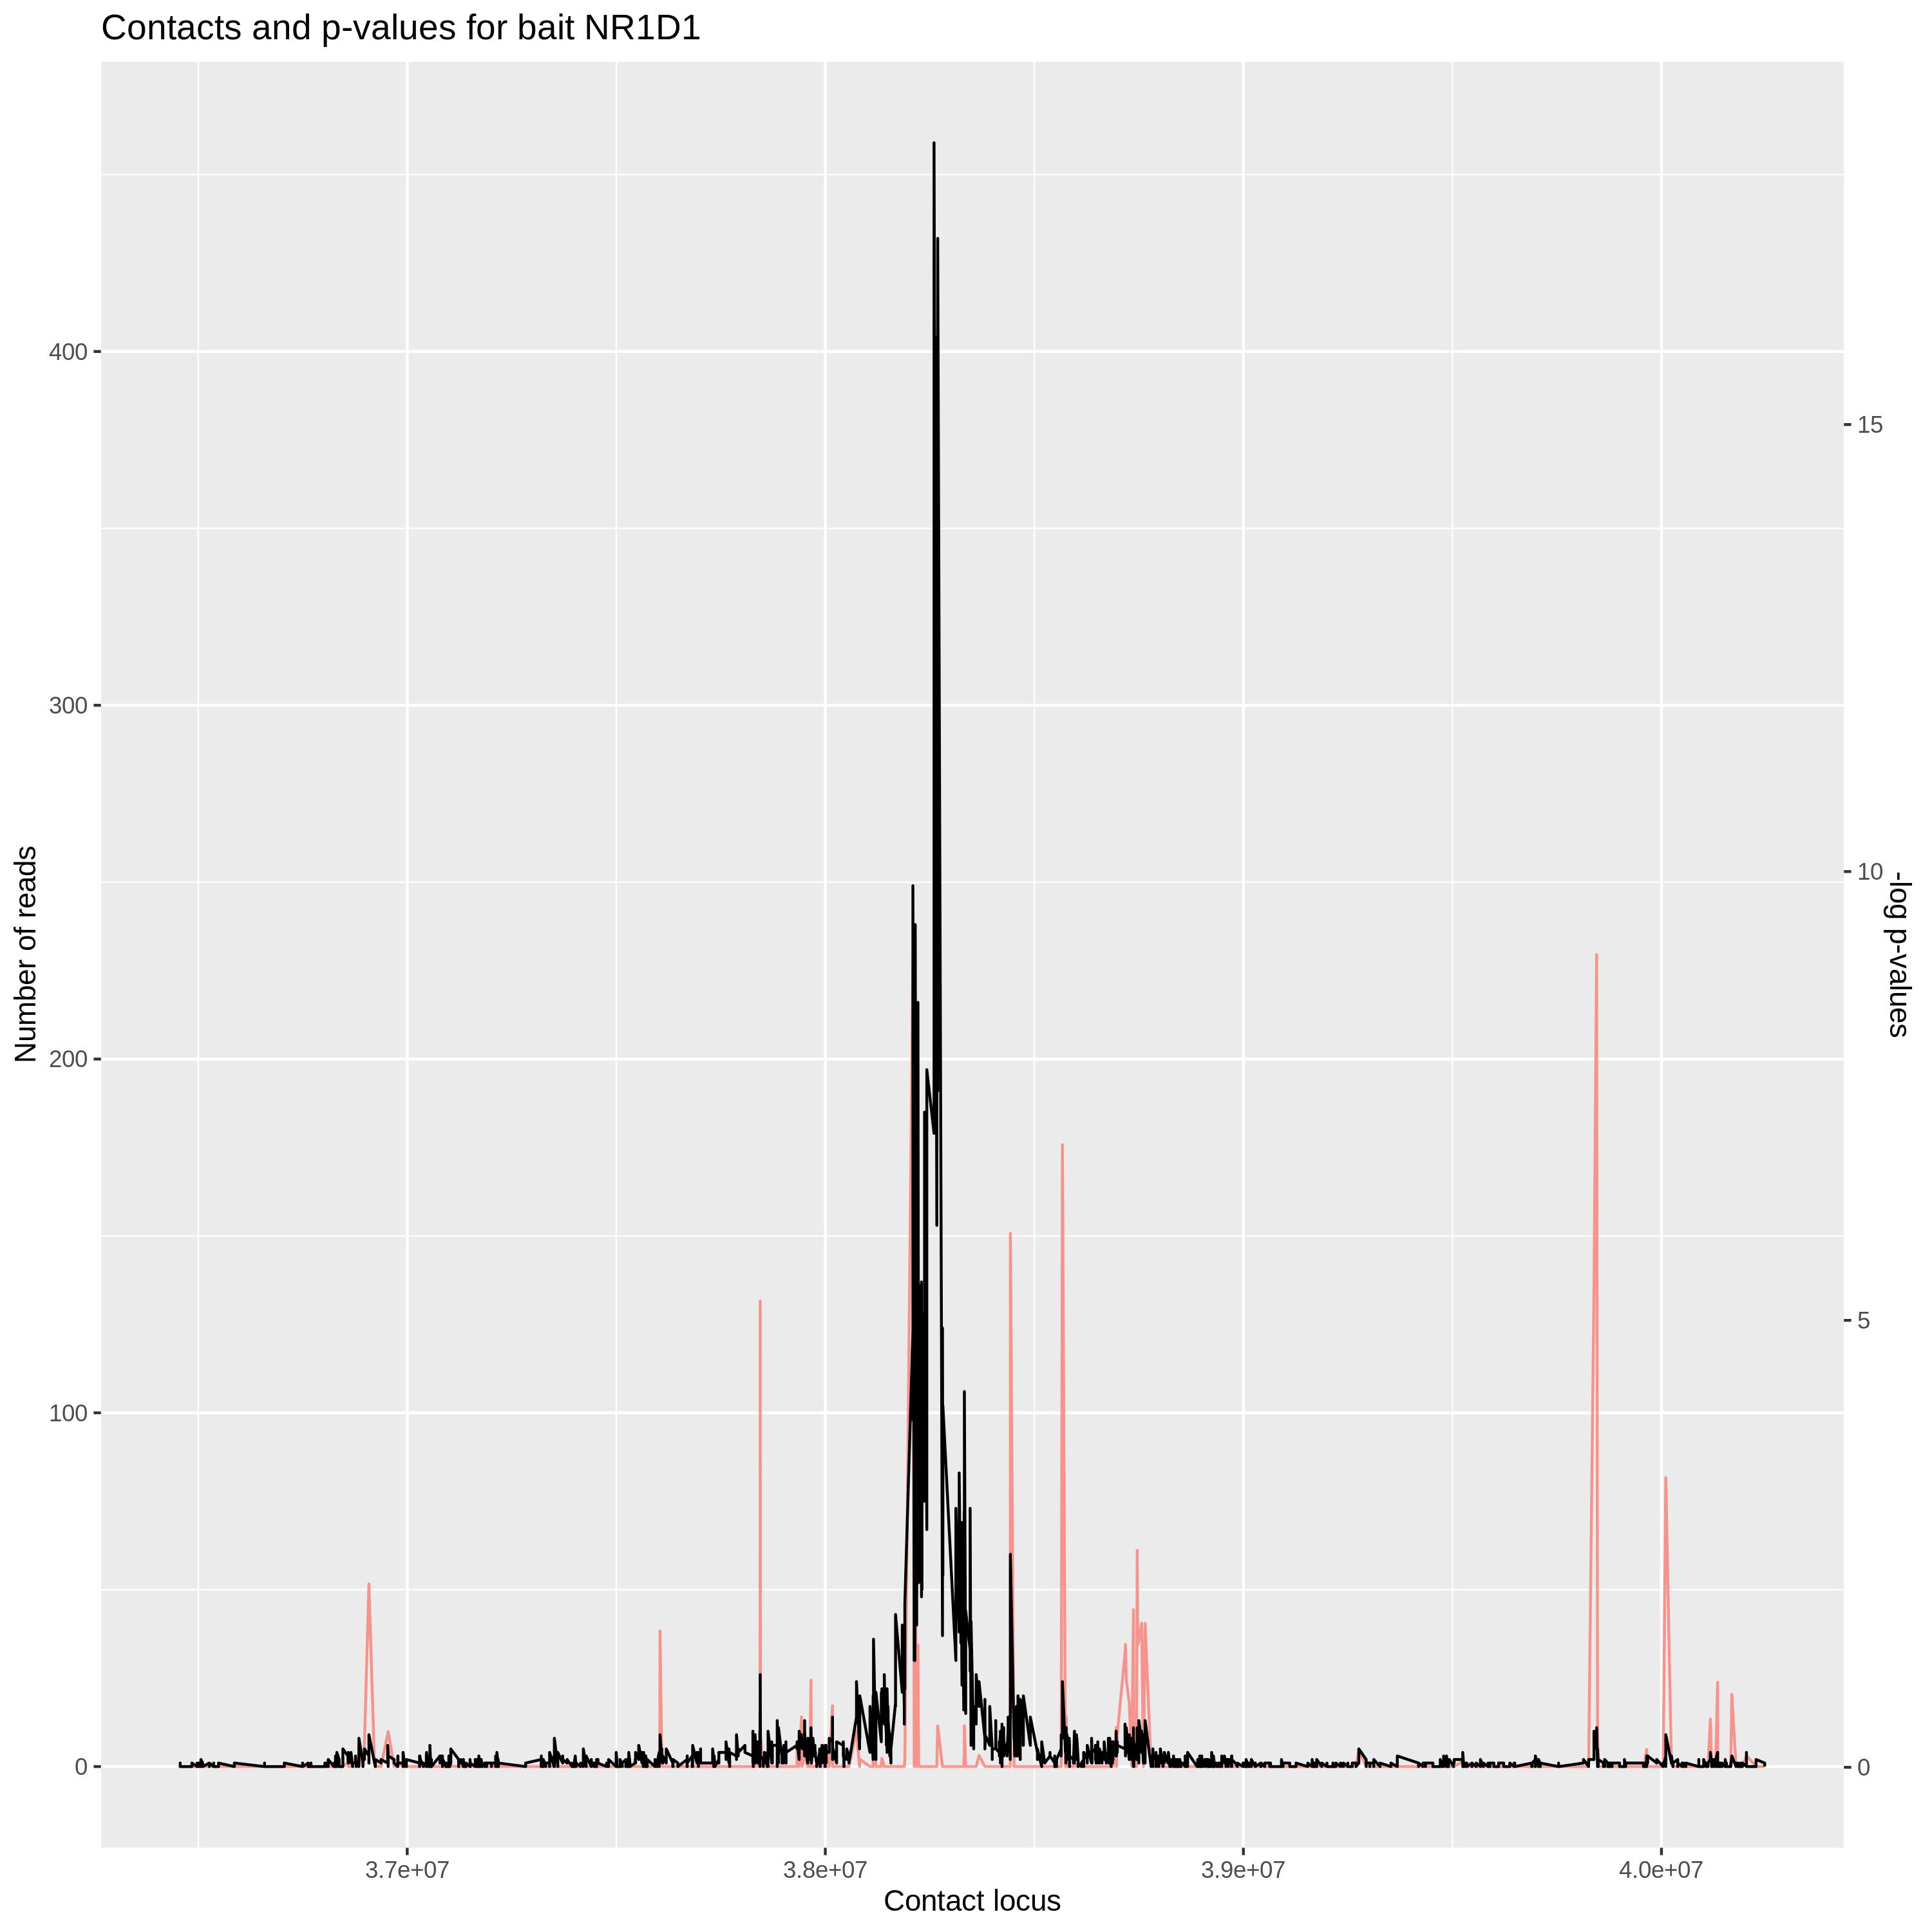 Contacts and p-values for bait NR1D1
400
300
200
100
0
Number of reads
15
10
5
0
-log p-values
3.7e+07
3.8e+07
3.9e+07
4.0e+07
Contact locus